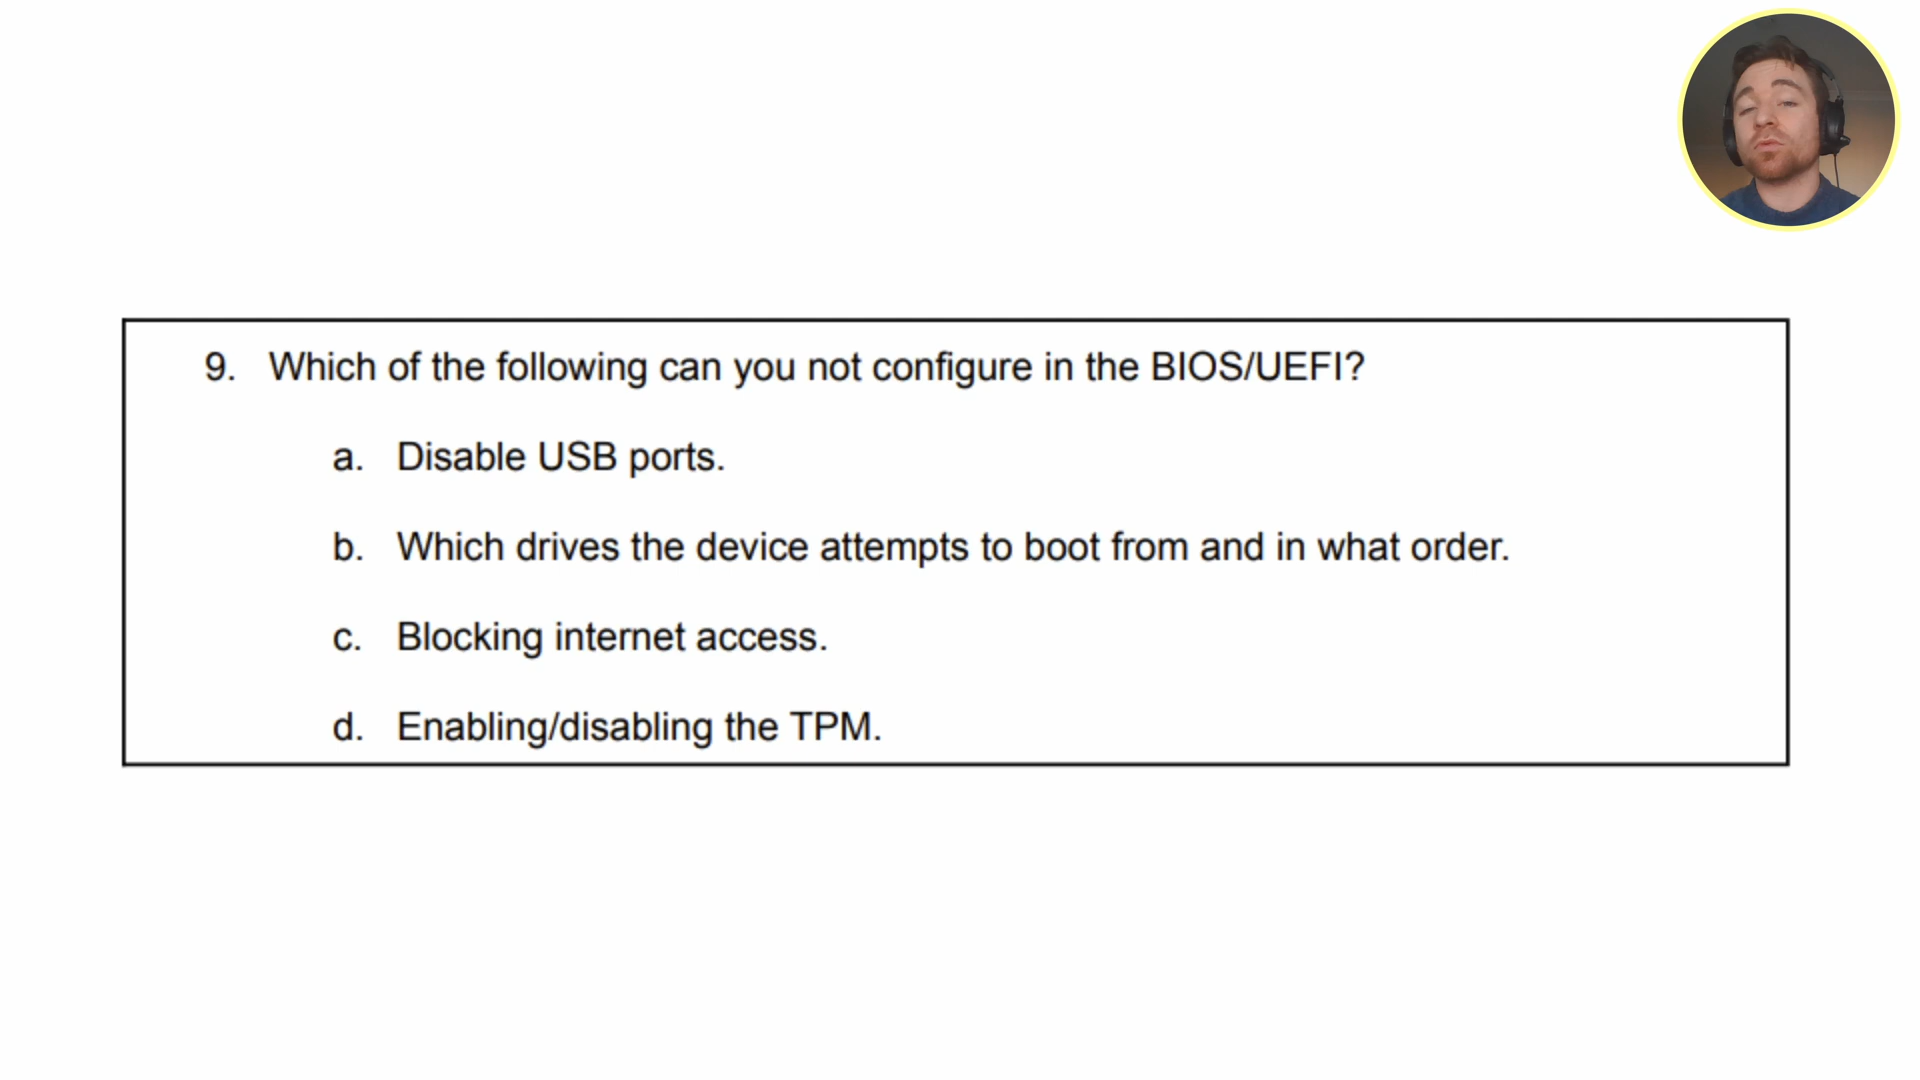 9. Which of the following can you not configure in the BIOS/UEFI?
a. Disable USB ports.
b. Which drives the device attempts to boot from and in what order.
c. Blocking internet access.
d. Enabling/disabling the TPM.